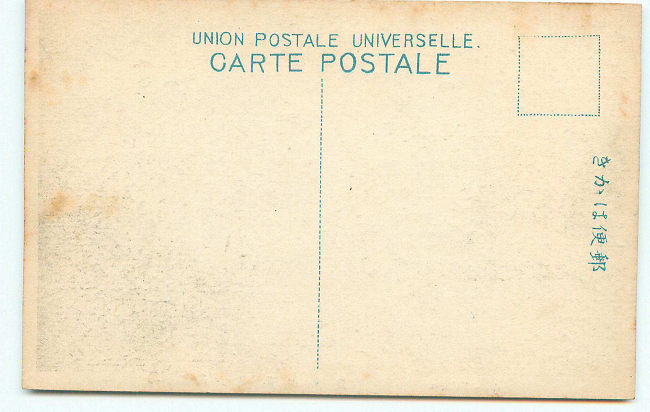 UNION POSTALE UNIVERSELLE.
CARTE POSTALE
郵便はかき